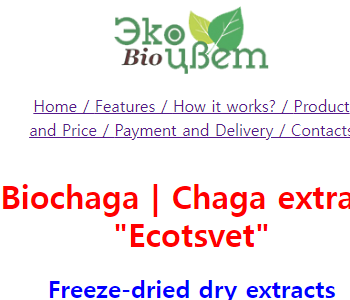 Эко
Bio цвет
Home / Features / How it works? / Product
and Price / Payment and Delivery / Contacts
Biochaga | Chaga extra
"Ecotsvet"
Freeze-dried dry extracts